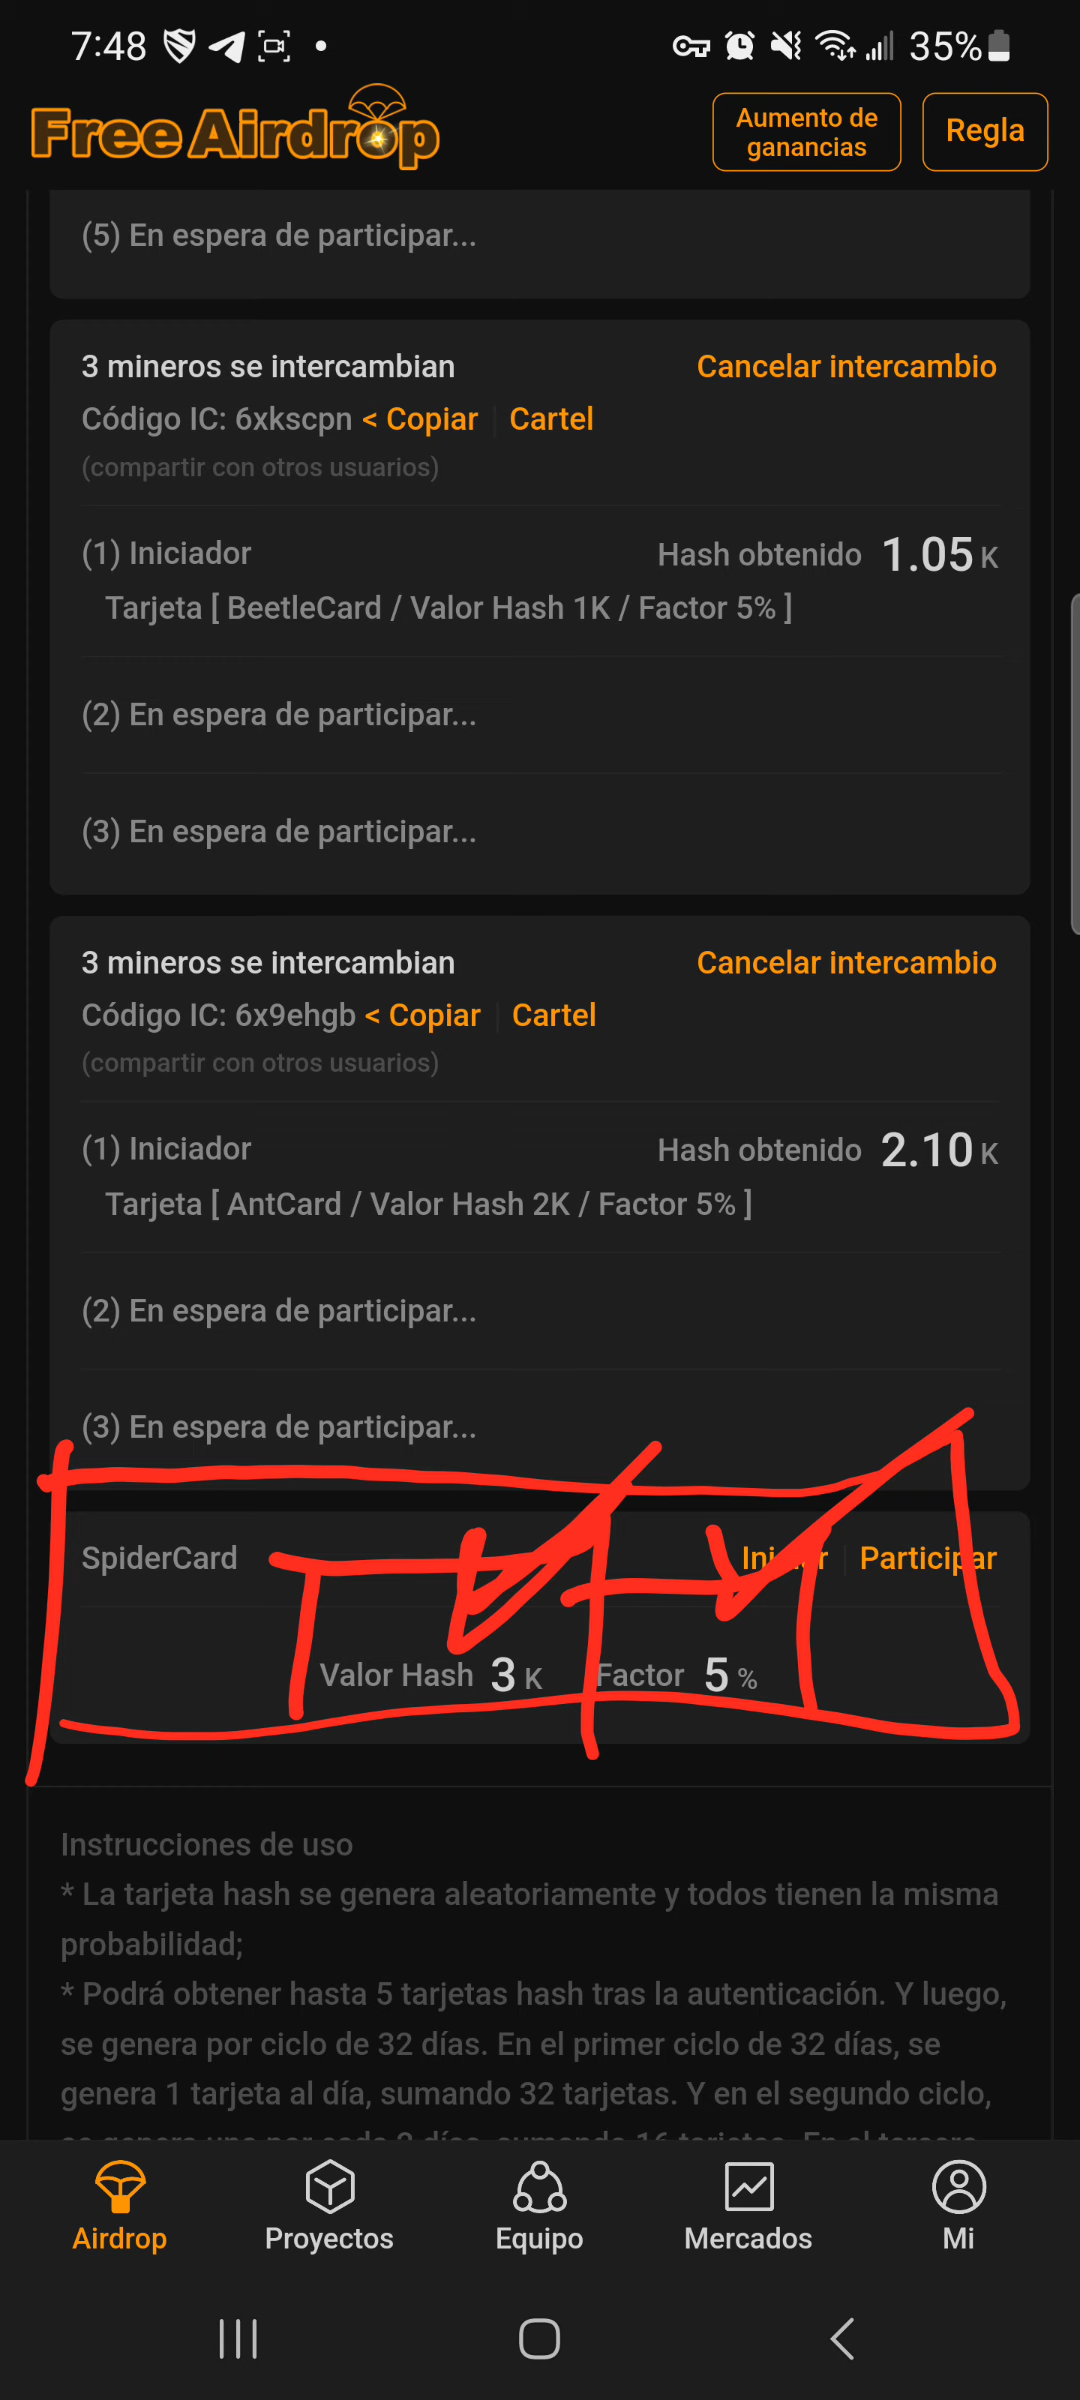 7:48 35%
Free Airdrop
Aumento de
ganancias
Regla
(5) En espera de participar...
3 mineros se intercambian Cancelar intercambio
Código IC: 6xkscpn < Copiar Cartel
(compartir con otros usuarios)
(1) Iniciador Hash obtenido 1.05 K
Tarjeta [ BeetleCard / Valor Hash 1K / Factor 5% ]
(2) En espera de participar...
(3) En espera de participar...
3 mineros se intercambian Cancelar intercambio
Código IC: 6x9ehgb < Copiar Cartel
(compartir con otros usuarios)
(1) Iniciador Hash obtenido 2.10 K
Tarjeta [ AntCard / Valor Hash 2K / Factor 5% ]
(2) En espera de participar...
(3) En espera de participar...
SpiderCard Participar
Valor Hash 3 K Factor 5 %
Instrucciones de uso
* La tarjeta hash se genera aleatoriamente y todos tienen la misma
probabilidad;
* Podrá obtener hasta 5 tarjetas hash tras la autenticación. Y luego,
se genera por ciclo de 32 días. En el primer ciclo de 32 días, se
genera 1 tarjeta al día, sumando 32 tarjetas. Y en el segundo ciclo,
Airdrop Proyectos Equipo Mercados Mi